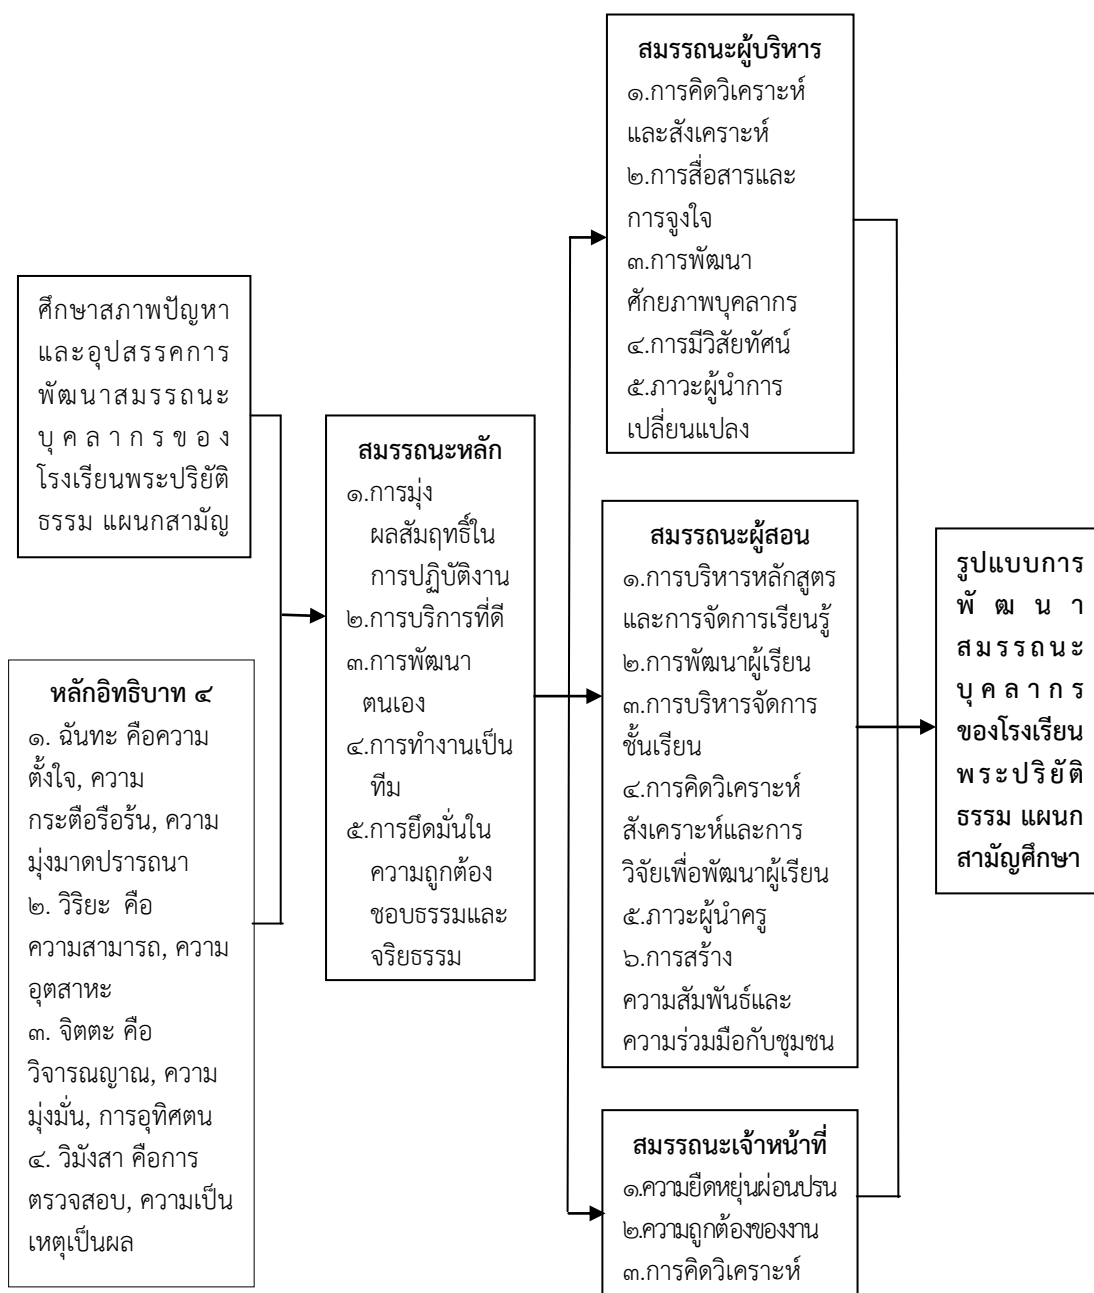 ศึกษาสภาพปัญหา
และอุปสรรคการ
พัฒนาสมรรถนะ
บุคลากรของ
โรงเรียนพระปริยัติ
ธรรม แผนกสามัญ
หลักอิทธิบาท ๔
๑. ฉันทะ คือความ
ตั้งใจ, ความ
กระตือรือร้น, ความ
มุ่งมาดปรารถนา
๒. วิริยะ คือ
ความสามารถ, ความ
อุตสาหะ
๓. จิตตะ คือ
วิจารณญาณ, ความ
มุ่งมั่น, การอุทิศตน
๔. วิมังสา คือการ
ตรวจสอบ, ความเป็น
เหตุเป็นผล
สมรรถนะหลัก
๑.การมุ่ง
ผลสัมฤทธิ์ใน
การปฏิบัติงาน
๒.การบริการที่ดี
๓.การพัฒนา
ตนเอง
๔.การทำงานเป็น
ทีม
๕.การยึดมั่นใน
ความถูกต้อง
ชอบธรรมและ
จริยธรรม
สมรรถนะผู้บริหาร
๑.การคิดวิเคราะห์
และสังเคราะห์
๒.การสื่อสารและ
การจูงใจ
๓.การพัฒนา
ศักยภาพบุคลากร
๔.การมีวิสัยทัศน์
๕.ภาวะผู้นำการ
เปลี่ยนแปลง
สมรรถนะผู้สอน
๑.การบริหารหลักสูตร
และการจัดการเรียนรู้
๒.การพัฒนาผู้เรียน
๓.การบริหารจัดการ
ชั้นเรียน
๔.การคิดวิเคราะห์
สังเคราะห์และการ
วิจัยเพื่อพัฒนาผู้เรียน
๕.ภาวะผู้นำครู
๖.การสร้าง
ความสัมพันธ์และ
ความร่วมมือกับชุมชน
สมรรถนะเจ้าหน้าที่
๑.ความยืดหยุ่นผ่อนปรน
๒.ความถูกต้องของงาน
๓.การคิดวิเคราะห์
รูปแบบการ
พัฒนา
สมรรถนะ
บุคลากร
ของโรงเรียน
พระปริยัติ
ธรรม แผนก
สามัญศึกษา